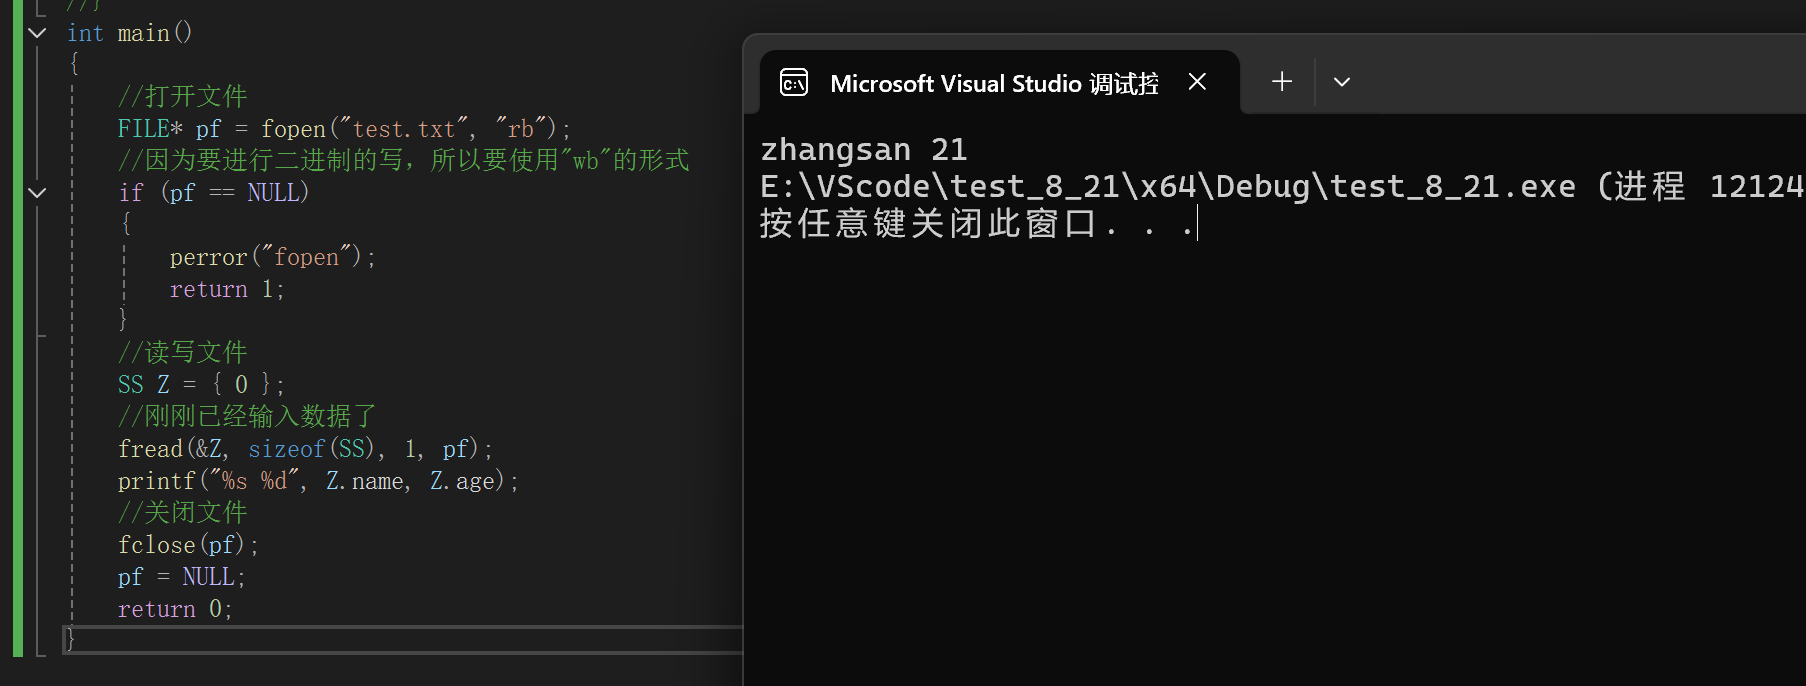 //}
int main()
{
//打开文件
FILE* pf = fopen("test.txt", "rb");
//因为要进行二进制的写，所以要使用"wb"的形式
if (pf == NULL)
{
perror("fopen");
return 1;
}
//读写文件
SS Z = { 0 };
//刚刚已经输入数据了
fread(&Z, sizeof(SS), 1, pf);
printf("%s %d", Z.name, Z.age);
//关闭文件
fclose(pf);
pf = NULL;
return 0;
}
Microsoft Visual Studio 调试控
zhangsan 21
E:\VScode\test_8_21\x64\Debug\test_8_21.exe (进程 12124
按任意键关闭此窗口. . .